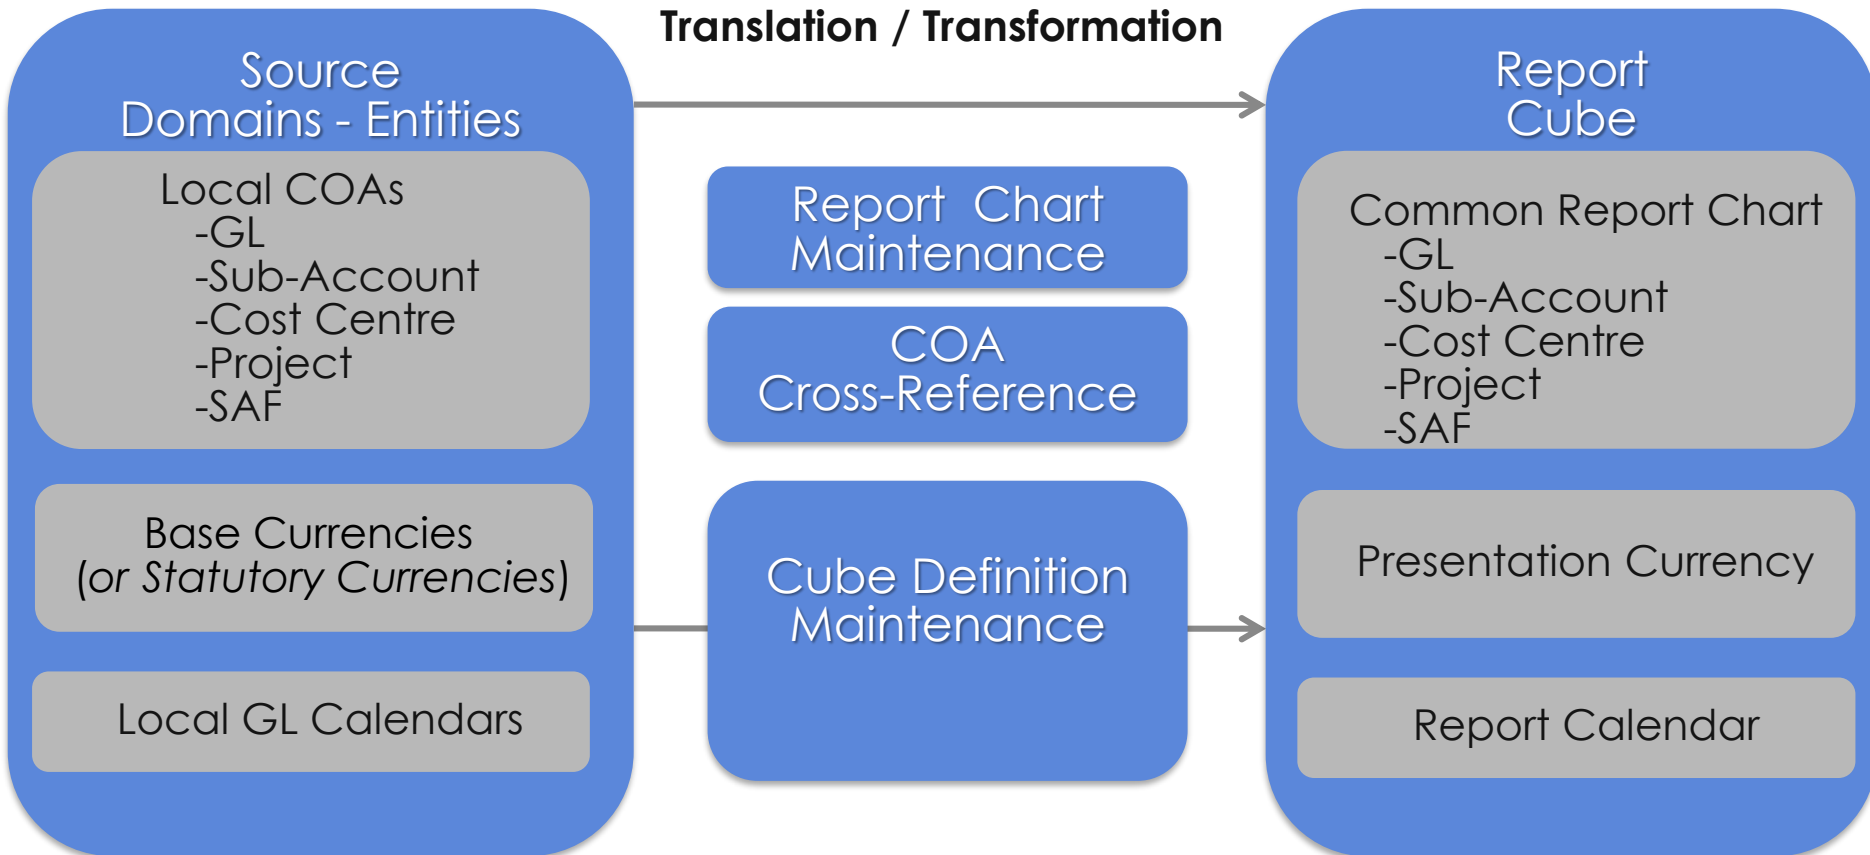 Translation / Transformation
Source
Domains - Entities
Local COAs
-GL
-Sub-Account
-Cost Centre
-Project
-SAF
Base Currencies
(or Statutory Currencies)
Local GL Calendars
Report Chart
Maintenance
COA
Cross-Reference
Cube Definition
Maintenance
Report
Cube
Common Report Chart
-GL
-Sub-Account
-Cost Centre
-Project
-SAF
Presentation Currency
Report Calendar